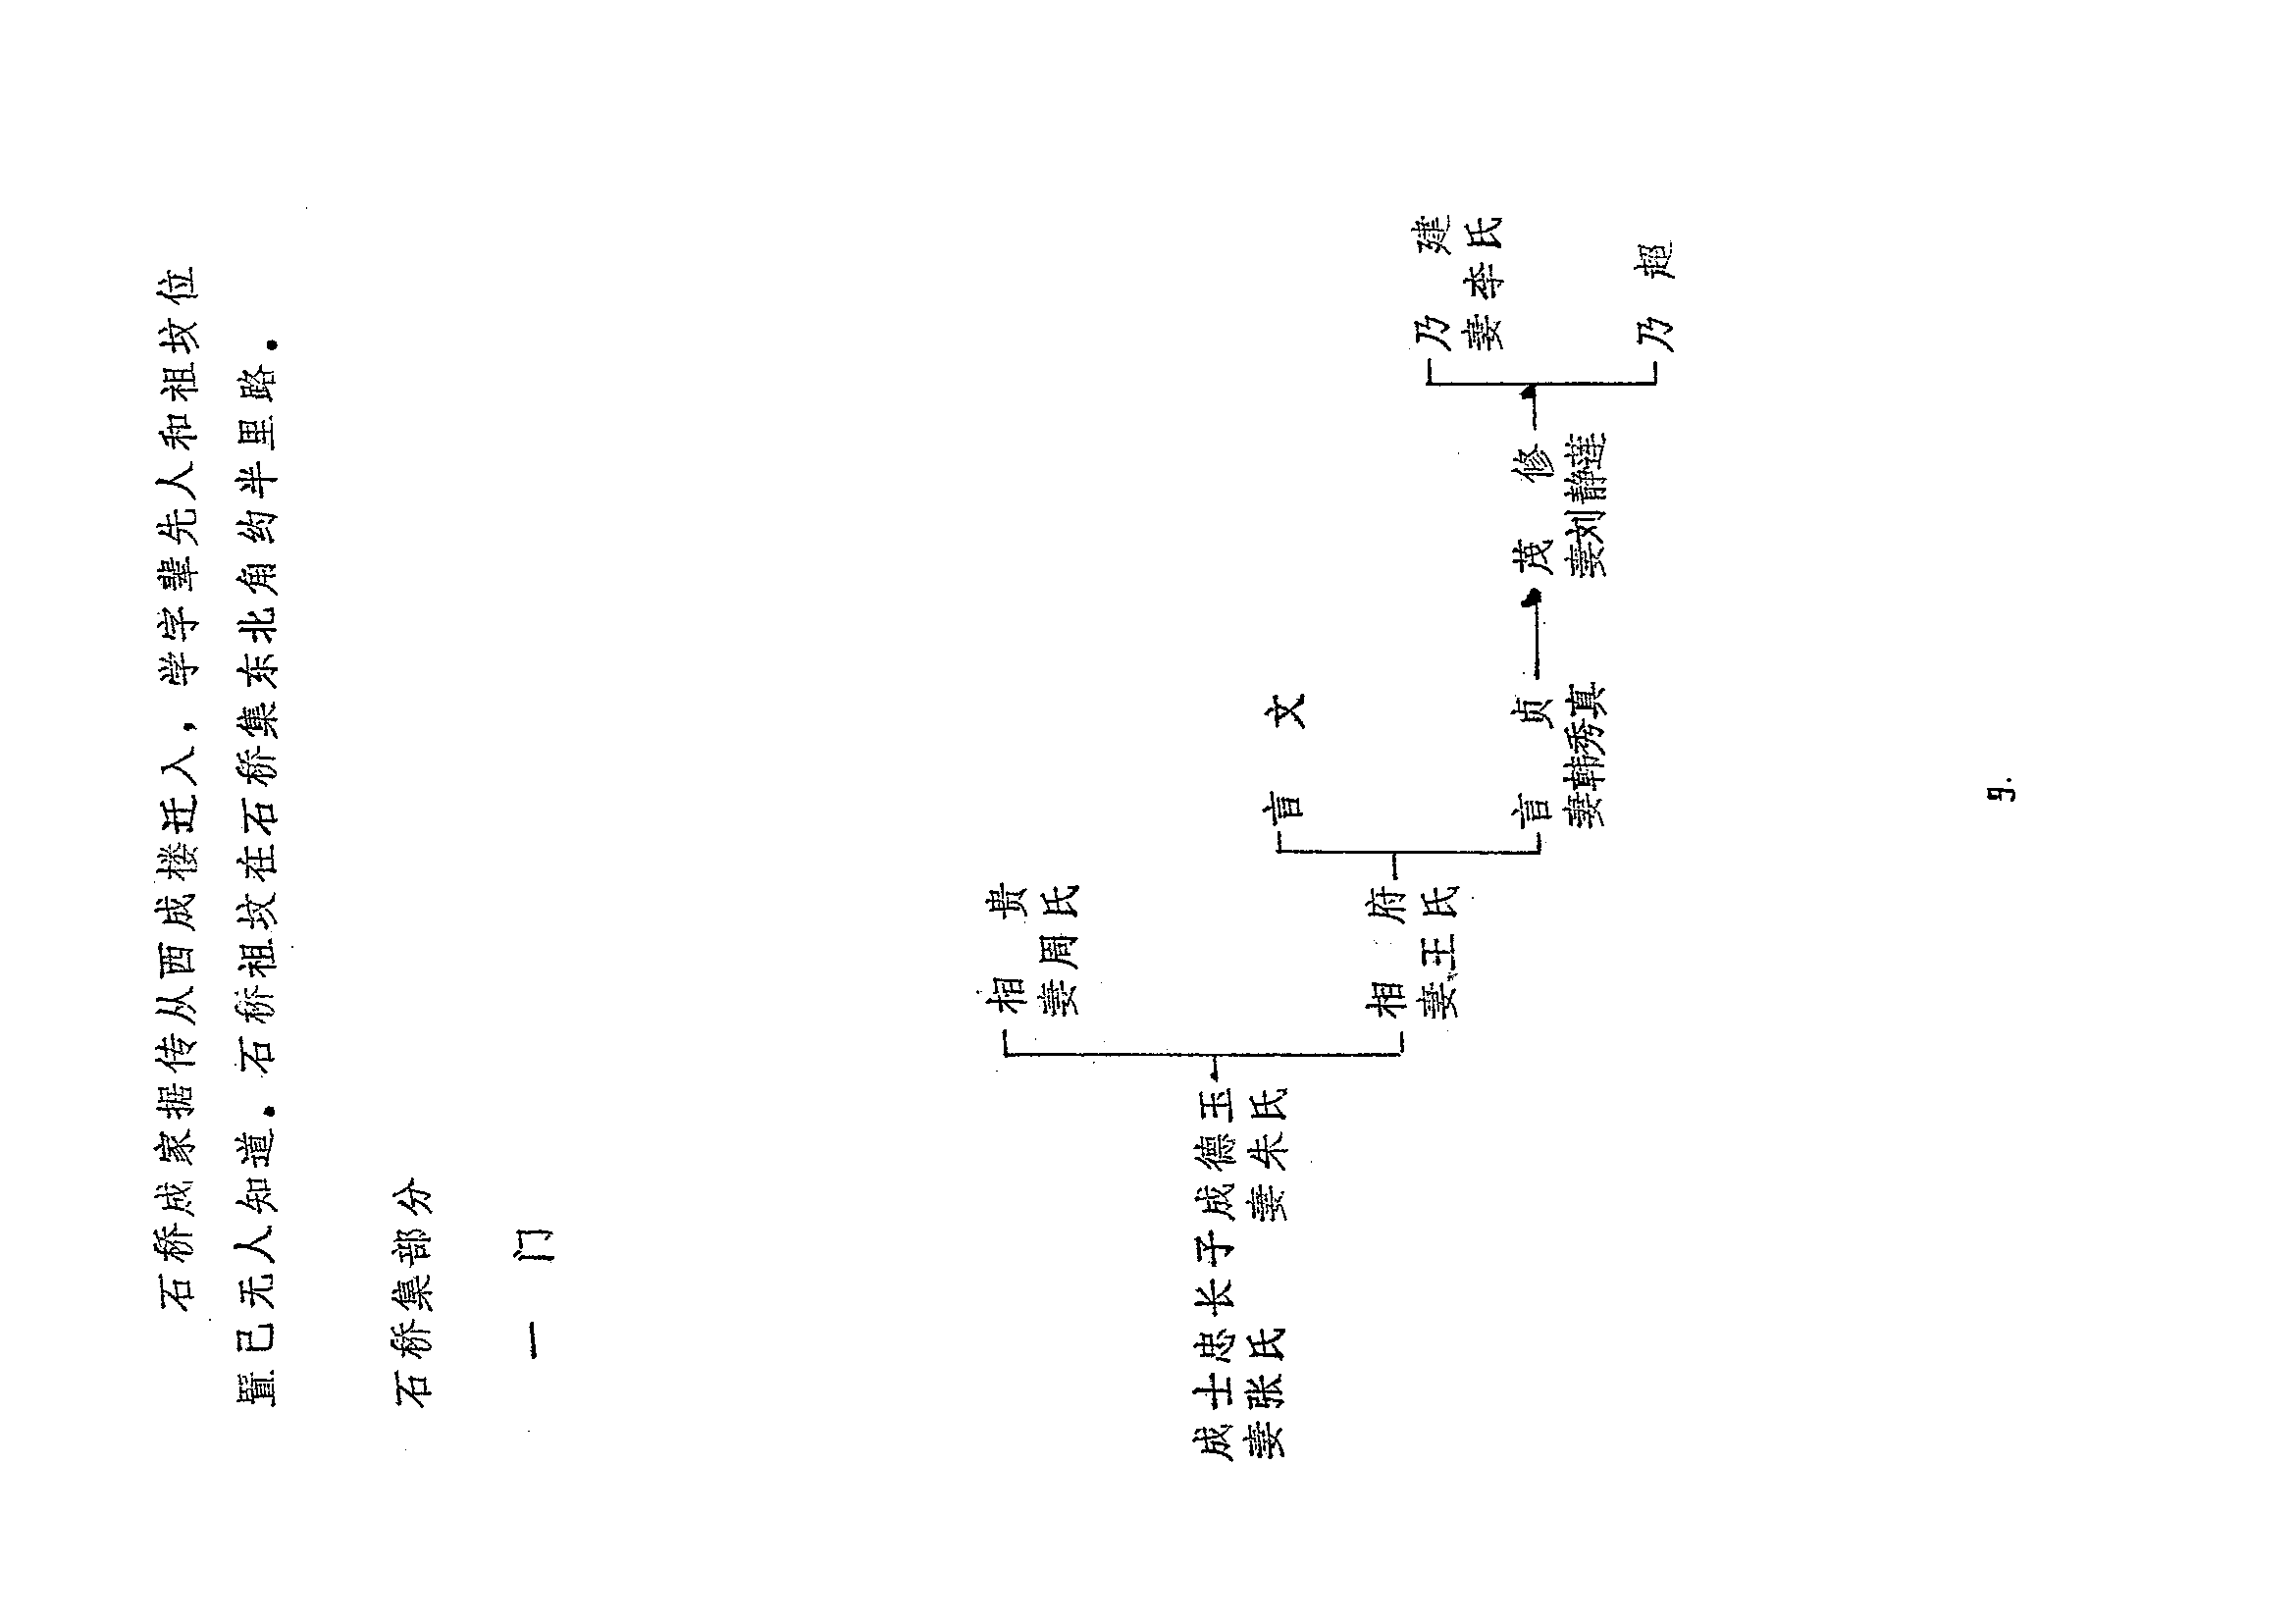 石桥成家据传从西成楼迁入，学字辈先人和祖坟位
置已无人知道．石桥祖坟在石桥集东北角约半里路．
石桥集部分
一 门
相 贵
妻周氏
成士忠长子成德玉
妻张氏 妻朱氏
言 文
相 府
妻王氏
乃 建
妻李氏
言 贞
妻韩秀真
茂 修
妻刘静莲
乃 超
9.